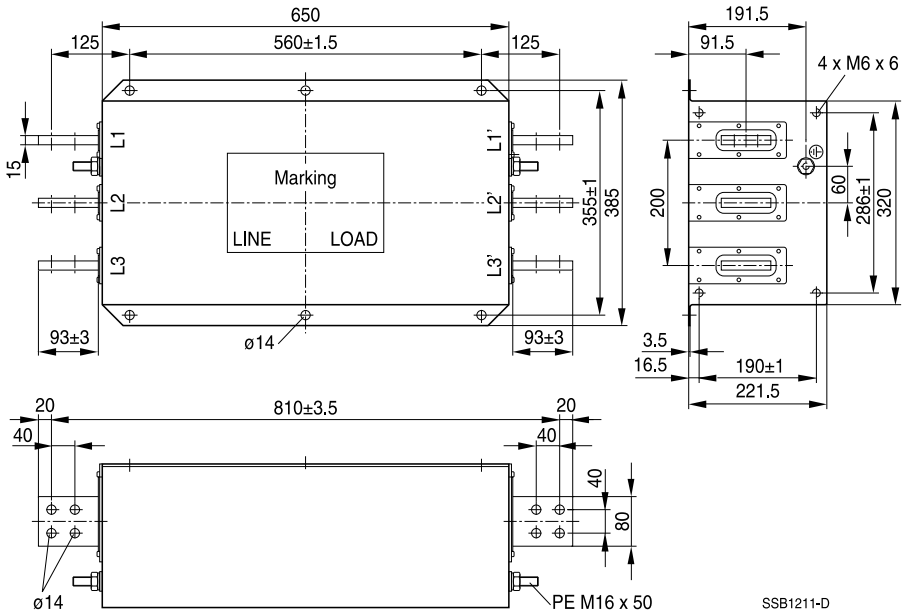 650
125
560±1.5
125
191.5
91.5
4 x M6 x 6
L1
L1'
15
Marking
L2
L2'
LINE
LOAD
L3
L3'
355±1
385
200
60
286±1
320
93±3
ø14
93±3
3.5
16.5
190±1
221.5
20
810±3.5
20
40
40
40
80
ø14
PE M16 x 50
SSB1211-D